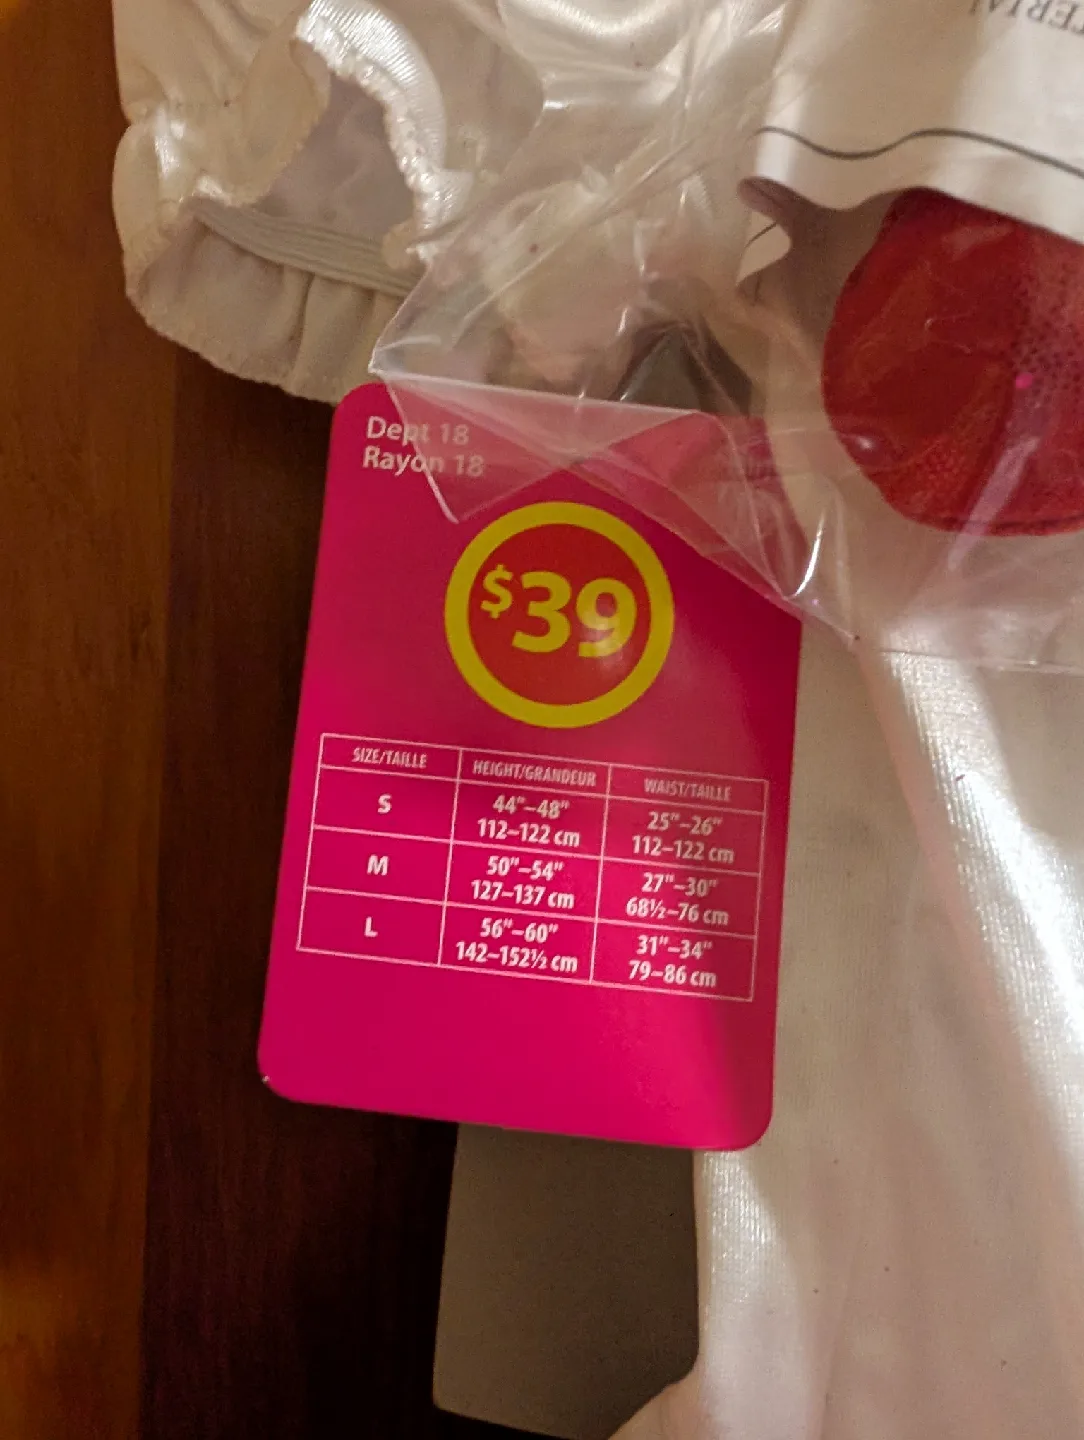 Dept 18
Rayon 18
$39
SIZE/TAILLE HEIGHT/GRANDEUR WAIST/TAILLE
S 44"–48" 25"–26"
112–122 cm 112–122 cm
M 50"–54" 27"–30"
127–137 cm 68½–76 cm
L 56"–60" 31"–34"
142–152½ cm 79–86 cm